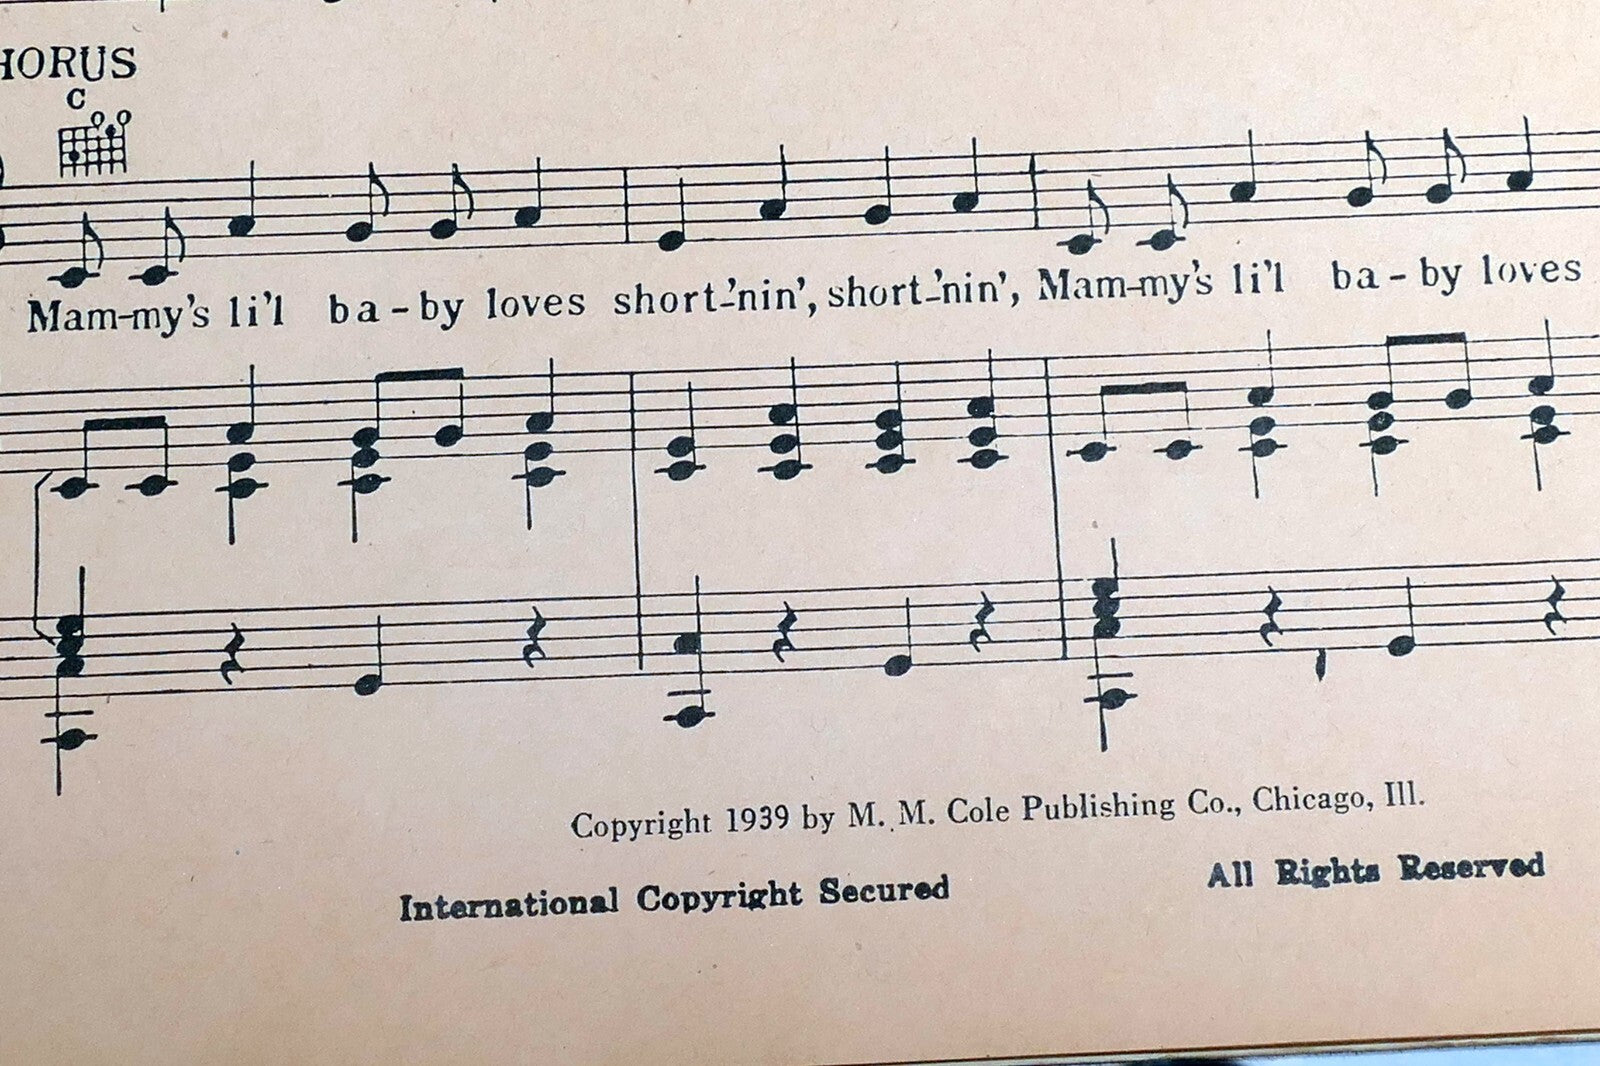 HORUS
C
Mam-my's li'l ba-by loves short-'nin', short-'nin', Mam-my's li'l ba-by loves
Copyright 1939 by M. M. Cole Publishing Co., Chicago, Ill.
International Copyright Secured All Rights Reserved